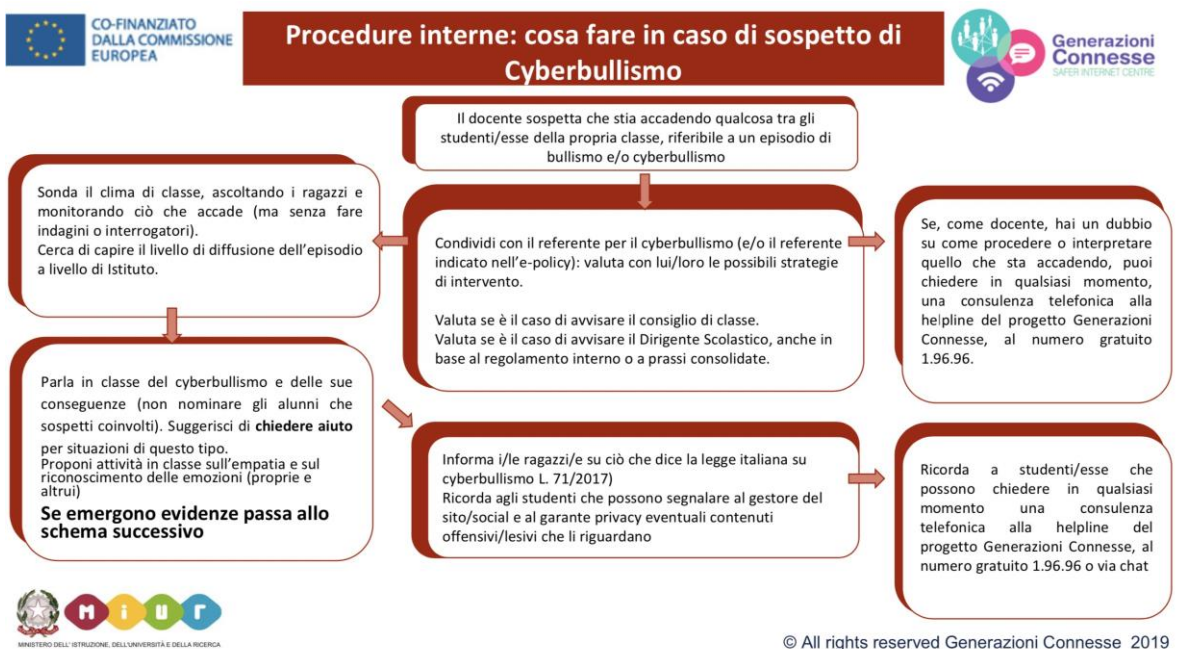 CO-FINANZIATO
DALLA COMMISSIONE
EUROPEA
Procedure interne: cosa fare in caso di sospetto di
Cyberbullismo
Generazioni
Connesse
SAFER INTERNET CENTRE
Il docente sospetta che stia accadendo qualcosa tra gli
studenti/esse della propria classe, riferibile a un episodio di
bullismo e/o cyberbullismo
Sonda il clima di classe, ascoltando i ragazzi e
monitorando ciò che accade (ma senza fare
indagini o interrogatori).
Cerca di capire il livello di diffusione dell'episodio
a livello di Istituto.
Condividi con il referente per il cyberbullismo (e/o il referente
indicato nell'e-policy): valuta con lui/loro le possibili strategie
di intervento.
Valuta se è il caso di avvisare il consiglio di classe.
Valuta se è il caso di avvisare il Dirigente Scolastico, anche in
base al regolamento interno o a prassi consolidate.
Se, come docente, hai un dubbio
su come procedere o interpretare
quello che sta accadendo, puoi
chiedere in qualsiasi momento,
una consulenza telefonica alla
helpline del progetto Generazioni
Connesse, al numero gratuito
1.96.96.
Parla in classe del cyberbullismo e delle sue
conseguenze (non nominare gli alunni che
sospetti coinvolti). Suggerisci di chiedere aiuto
per situazioni di questo tipo.
Proponi attività in classe sull'empatia e sul
riconoscimento delle emozioni (proprie e
altrui)
Se emergono evidenze passa allo
schema successivo
Informa i/le ragazzi/e su ciò che dice la legge italiana su
cyberbullismo L. 71/2017)
Ricorda agli studenti che possono segnalare al gestore del
sito/social e al garante privacy eventuali contenuti
offensivi/lesivi che li riguardano
Ricorda a studenti/esse che
possono chiedere in qualsiasi
momento una consulenza
telefonica alla helpline del
progetto Generazioni Connesse, al
numero gratuito 1.96.96 o via chat
M i U r
MINISTERO DELL' ISTRUZIONE, DELL'UNIVERSITÀ E DELLA RICERCA
© All rights reserved Generazioni Connesse 2019